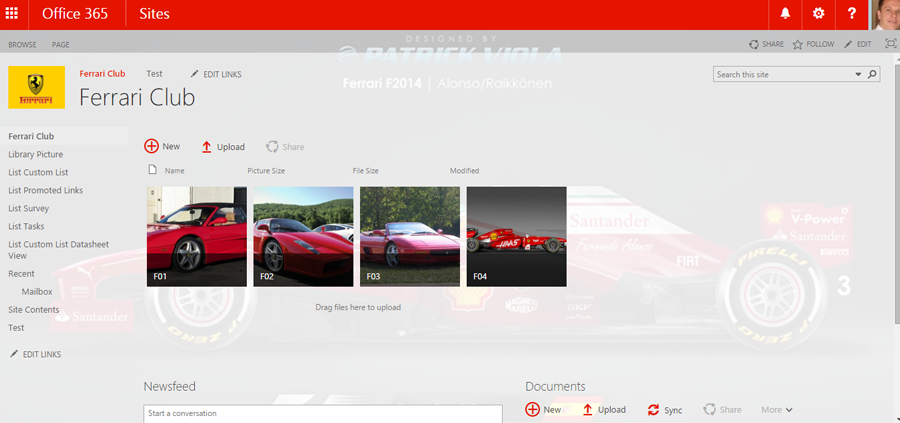 Office 365 Sites
BROWSE PAGE SHARE FOLLOW EDIT
DESIGNED BY
PATRICK VIOLA
Ferrari F2014 | Alonso/Raikkönen
Ferrari
Ferrari Club Test EDIT LINKS
Ferrari Club
Search this site
Ferrari Club
Library Picture
List Custom List
List Promoted Links
List Survey
List Tasks
List Custom List Datasheet
View
Recent
Mailbox
Site Contents
Test
EDIT LINKS
New Upload Share
Name Picture Size File Size Modified
F01 F02 F03 F04
HAAS
Drag files here to upload
Santander
Fernando Alonso
FIAT
V-Power
Santander
PIRELLI
P ZERO
3
Santander
MAGNETI
MARELLI
SKF
Newsfeed
Start a conversation
Documents
New Upload Sync Share More